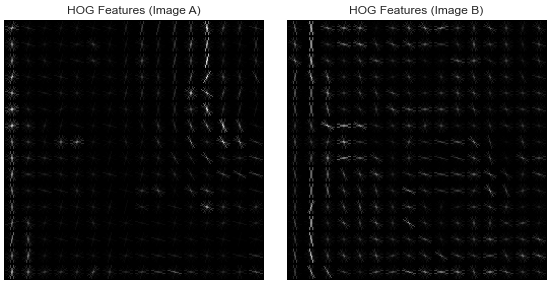 HOG Features (Image A)
HOG Features (Image B)